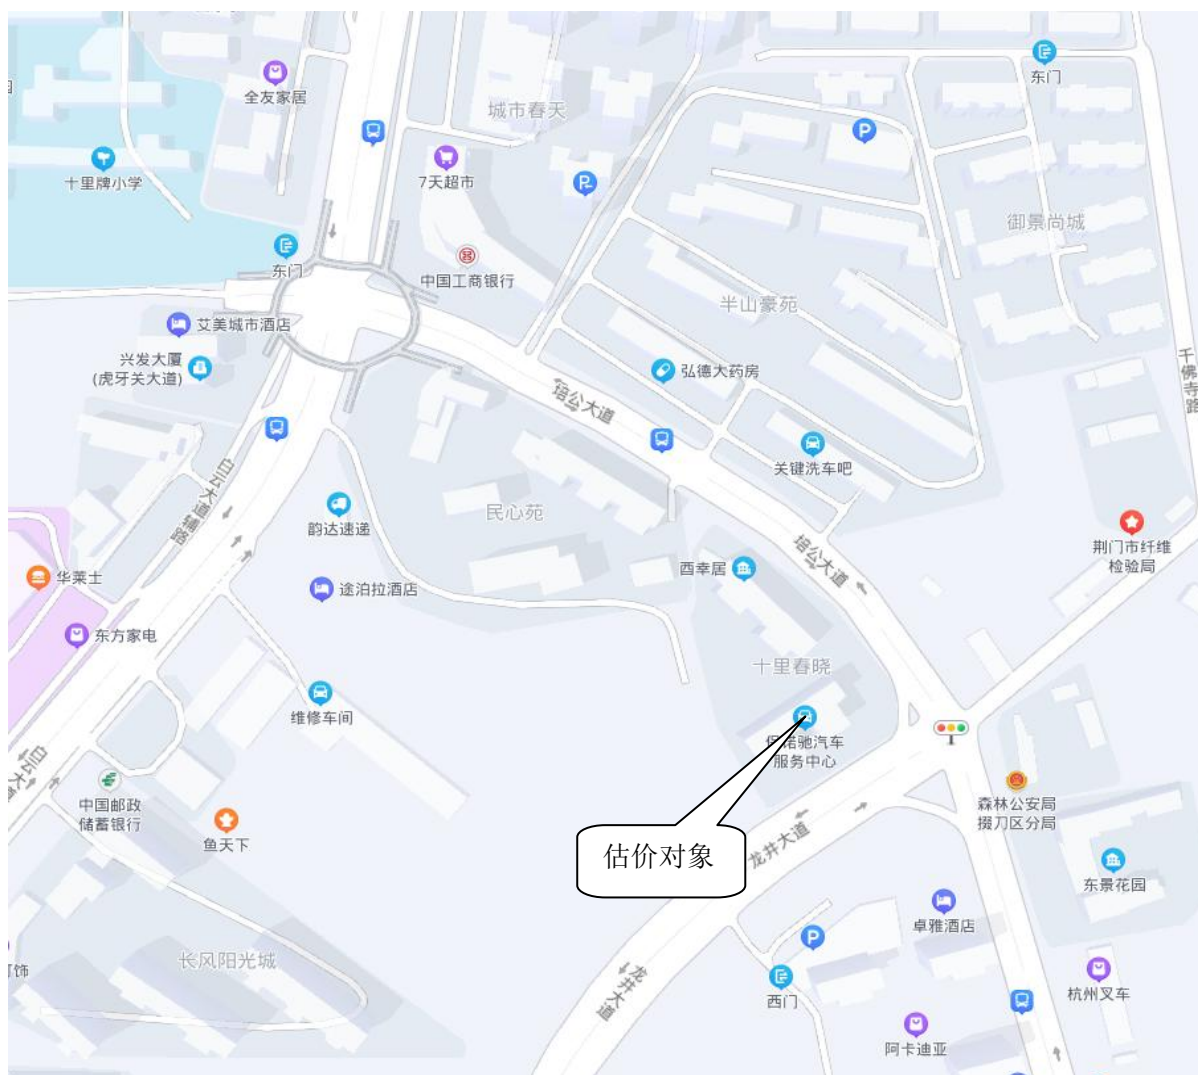 东门
全友家居
城市春天
P
十里牌小学
7天超市
P
御景尚城
东门
中国工商银行
半山豪苑
艾美城市酒店
兴发大厦
(虎牙关大道)
弘德大药房
千佛寺路
培公大道
关键洗车吧
白云大道辅路
民心苑
韵达速递
荆门市纤维
检验局
培公大道
酉幸居
华莱士
途泊拉酒店
东方家电
十里春晓
维修车间
保诺驰汽车
服务中心
白云大
中国邮政
储蓄银行
鱼天下
森林公安局
掇刀区分局
估价对象
龙井大道
东景花园
卓雅酒店
P
长风阳光城
龙井大道
西门
杭州叉车
阿卡迪亚